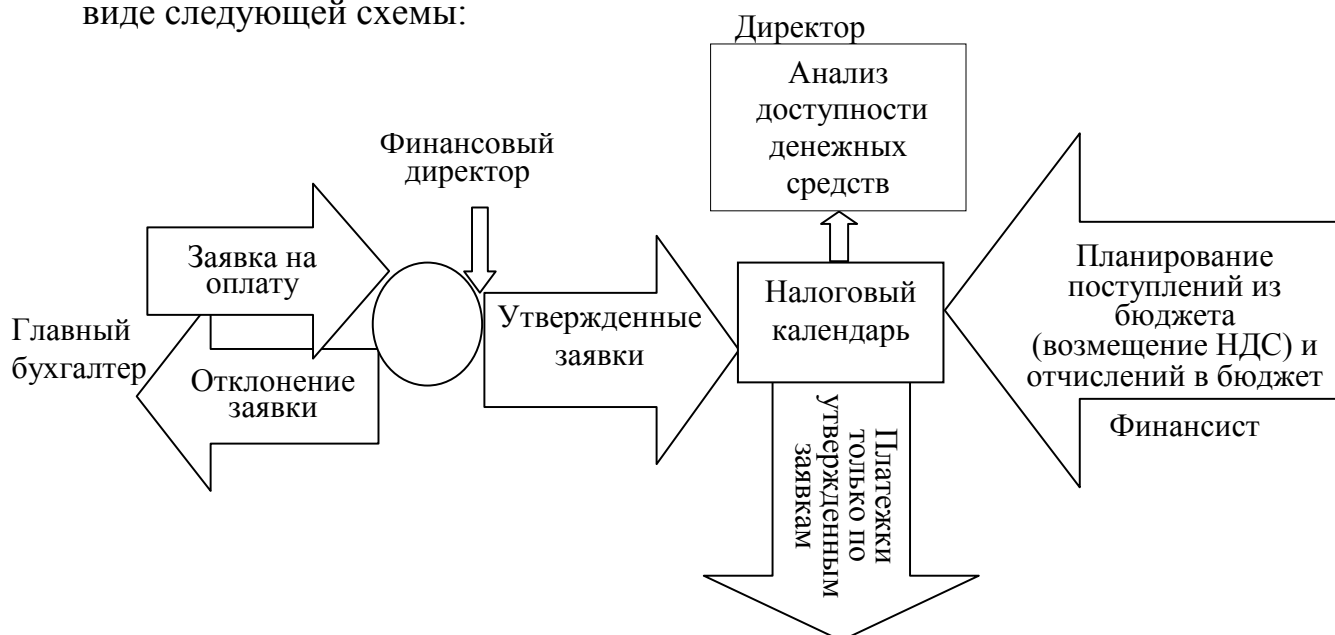 виде следующей схемы:
Директор
Анализ
доступности
денежных
средств
Финансовый
директор
Заявка на
оплату
Главный
бухгалтер
Отклонение
заявки
Утвержденные
заявки
Налоговый
календарь
Планирование
поступлений из
бюджета
(возмещение НДС) и
отчислений в бюджет
Финансист
Платежки
только по
утвержденным
заявкам